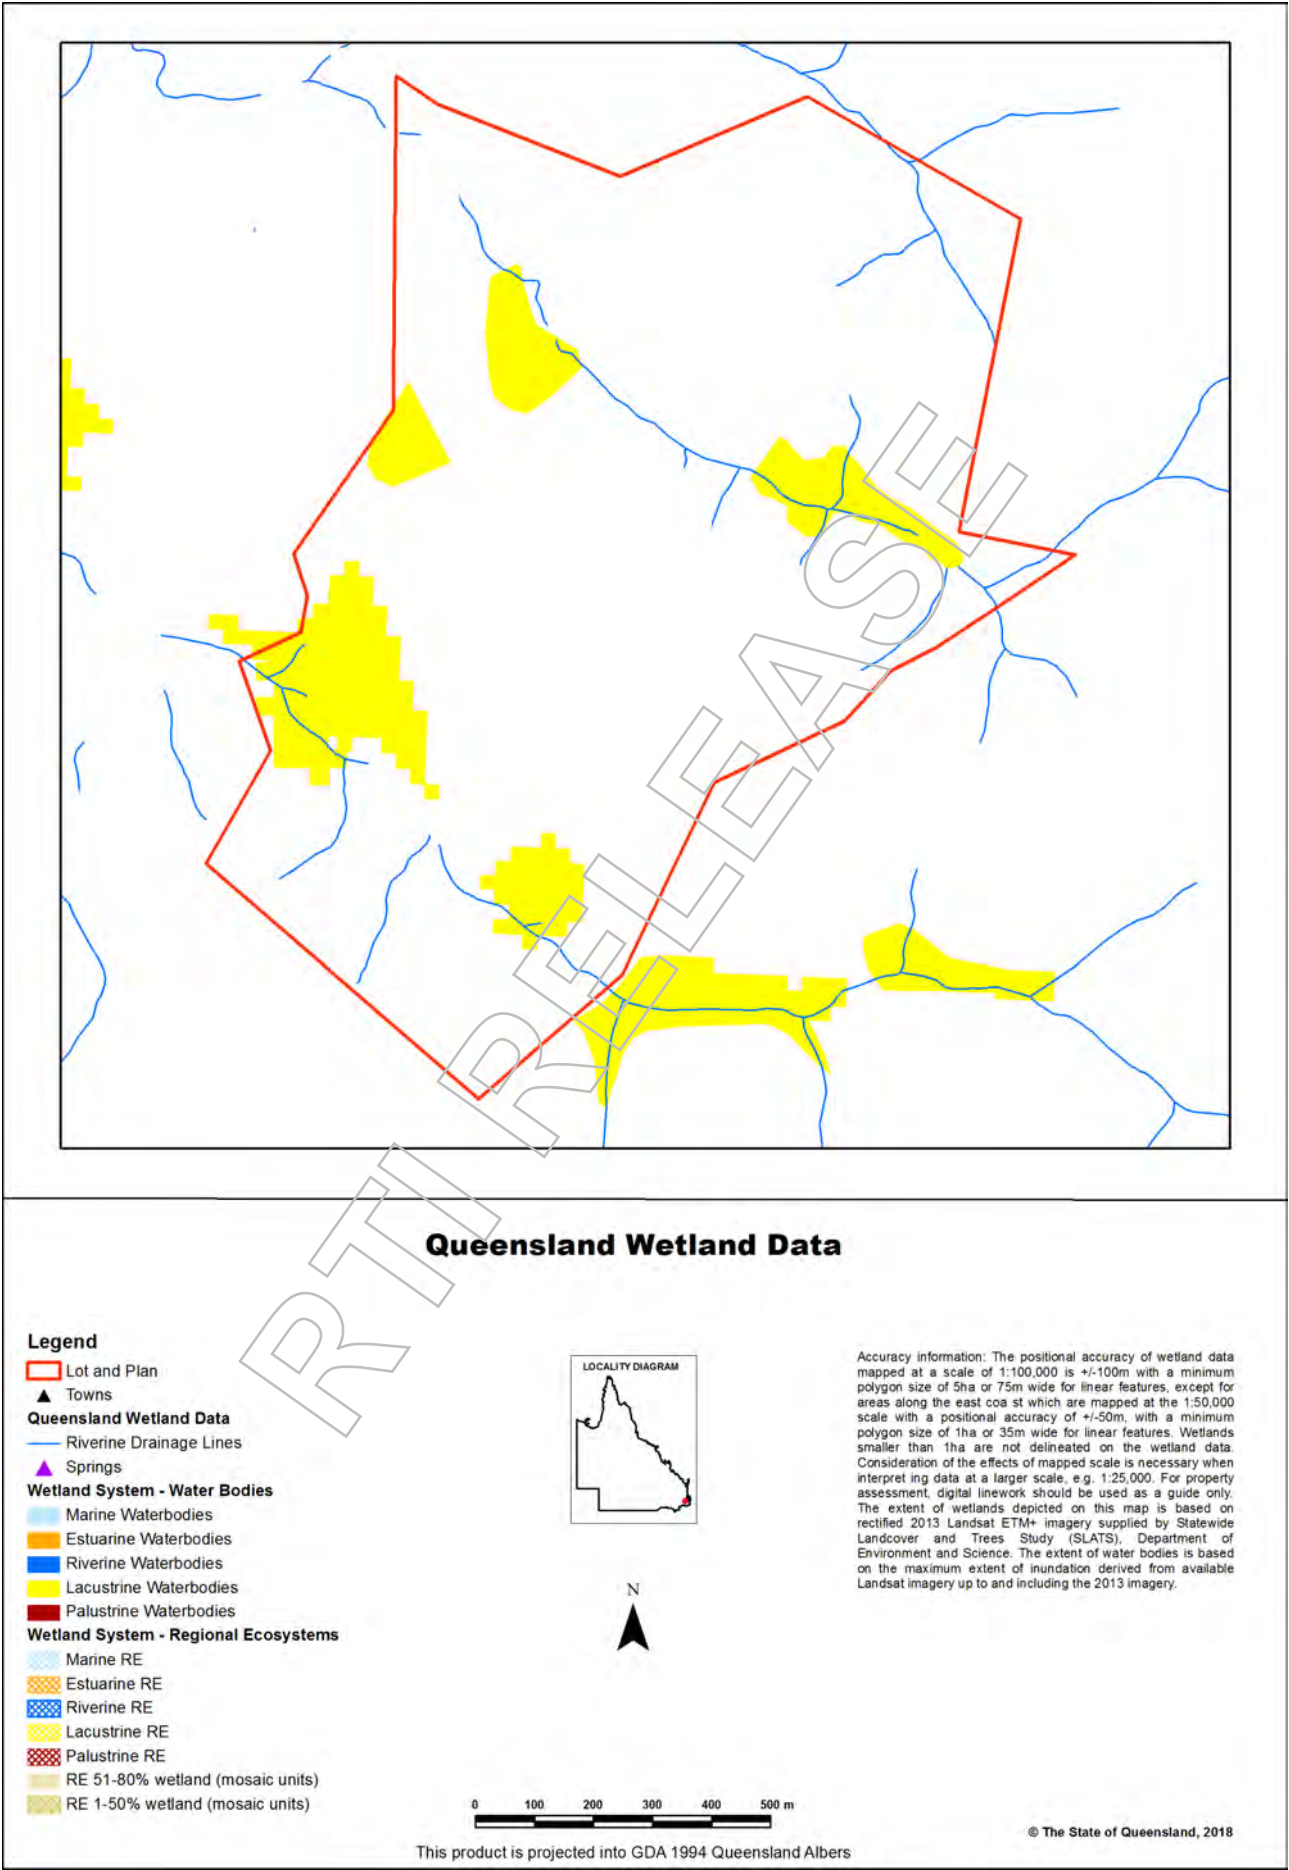 RTI RELEASE
Queensland Wetland Data
Legend
Lot and Plan
Towns
Queensland Wetland Data
Riverine Drainage Lines
Springs
Wetland System - Water Bodies
Marine Waterbodies
Estuarine Waterbodies
Riverine Waterbodies
Lacustrine Waterbodies
Palustrine Waterbodies
Wetland System - Regional Ecosystems
Marine RE
Estuarine RE
Riverine RE
Lacustrine RE
Palustrine RE
RE 51-80% wetland (mosaic units)
RE 1-50% wetland (mosaic units)
LOCALITY DIAGRAM
N
0 100 200 300 400 500 m
This product is projected into GDA 1994 Queensland Albers
Accuracy information: The positional accuracy of wetland data
mapped at a scale of 1:100,000 is +/-100m with a minimum
polygon size of 5ha or 75m wide for linear features, except for
areas along the east coa st which are mapped at the 1:50,000
scale with a positional accuracy of +/-50m, with a minimum
polygon size of 1ha or 35m wide for linear features. Wetlands
smaller than 1ha are not delineated on the wetland data.
Consideration of the effects of mapped scale is necessary when
interpret ing data at a larger scale, e.g. 1:25,000. For property
assessment, digital linework should be used as a guide only.
The extent of wetlands depicted on this map is based on
rectified 2013 Landsat ETM+ imagery supplied by Statewide
Landcover and Trees Study (SLATS), Department of
Environment and Science. The extent of water bodies is based
on the maximum extent of inundation derived from available
Landsat imagery up to and including the 2013 imagery.
© The State of Queensland, 2018